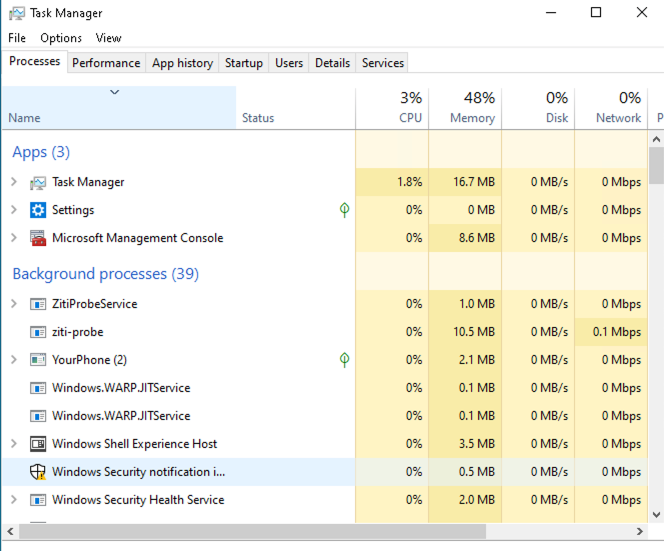 Task Manager
File Options View
Processes Performance App history Startup Users Details Services
3% 48% 0% 0%
Name Status CPU Memory Disk Network P
Apps (3)
Task Manager 1.8% 16.7 MB 0 MB/s 0 Mbps
Settings 0% 0 MB 0 MB/s 0 Mbps
Microsoft Management Console 0% 8.6 MB 0 MB/s 0 Mbps
Background processes (39)
ZitiProbeService 0% 1.0 MB 0 MB/s 0 Mbps
ziti-probe 0% 10.5 MB 0 MB/s 0.1 Mbps
YourPhone (2) 0% 2.1 MB 0 MB/s 0 Mbps
Windows.WARP.JITService 0% 0.1 MB 0 MB/s 0 Mbps
Windows.WARP.JITService 0% 0.1 MB 0 MB/s 0 Mbps
Windows Shell Experience Host 0% 3.5 MB 0 MB/s 0 Mbps
Windows Security notification i... 0% 0.5 MB 0 MB/s 0 Mbps
Windows Security Health Service 0% 2.0 MB 0 MB/s 0 Mbps